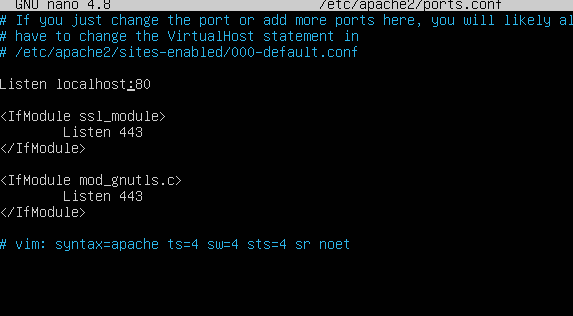 GNU nano 4.8 /etc/apache2/ports.conf
# If you just change the port or add more ports here, you will likely al
# have to change the VirtualHost statement in
# /etc/apache2/sites-enabled/000-default.conf
Listen localhost:80
<IfModule ssl_module>
Listen 443
</IfModule>
<IfModule mod_gnutls.c>
Listen 443
</IfModule>
# vim: syntax=apache ts=4 sw=4 sts=4 sr noet